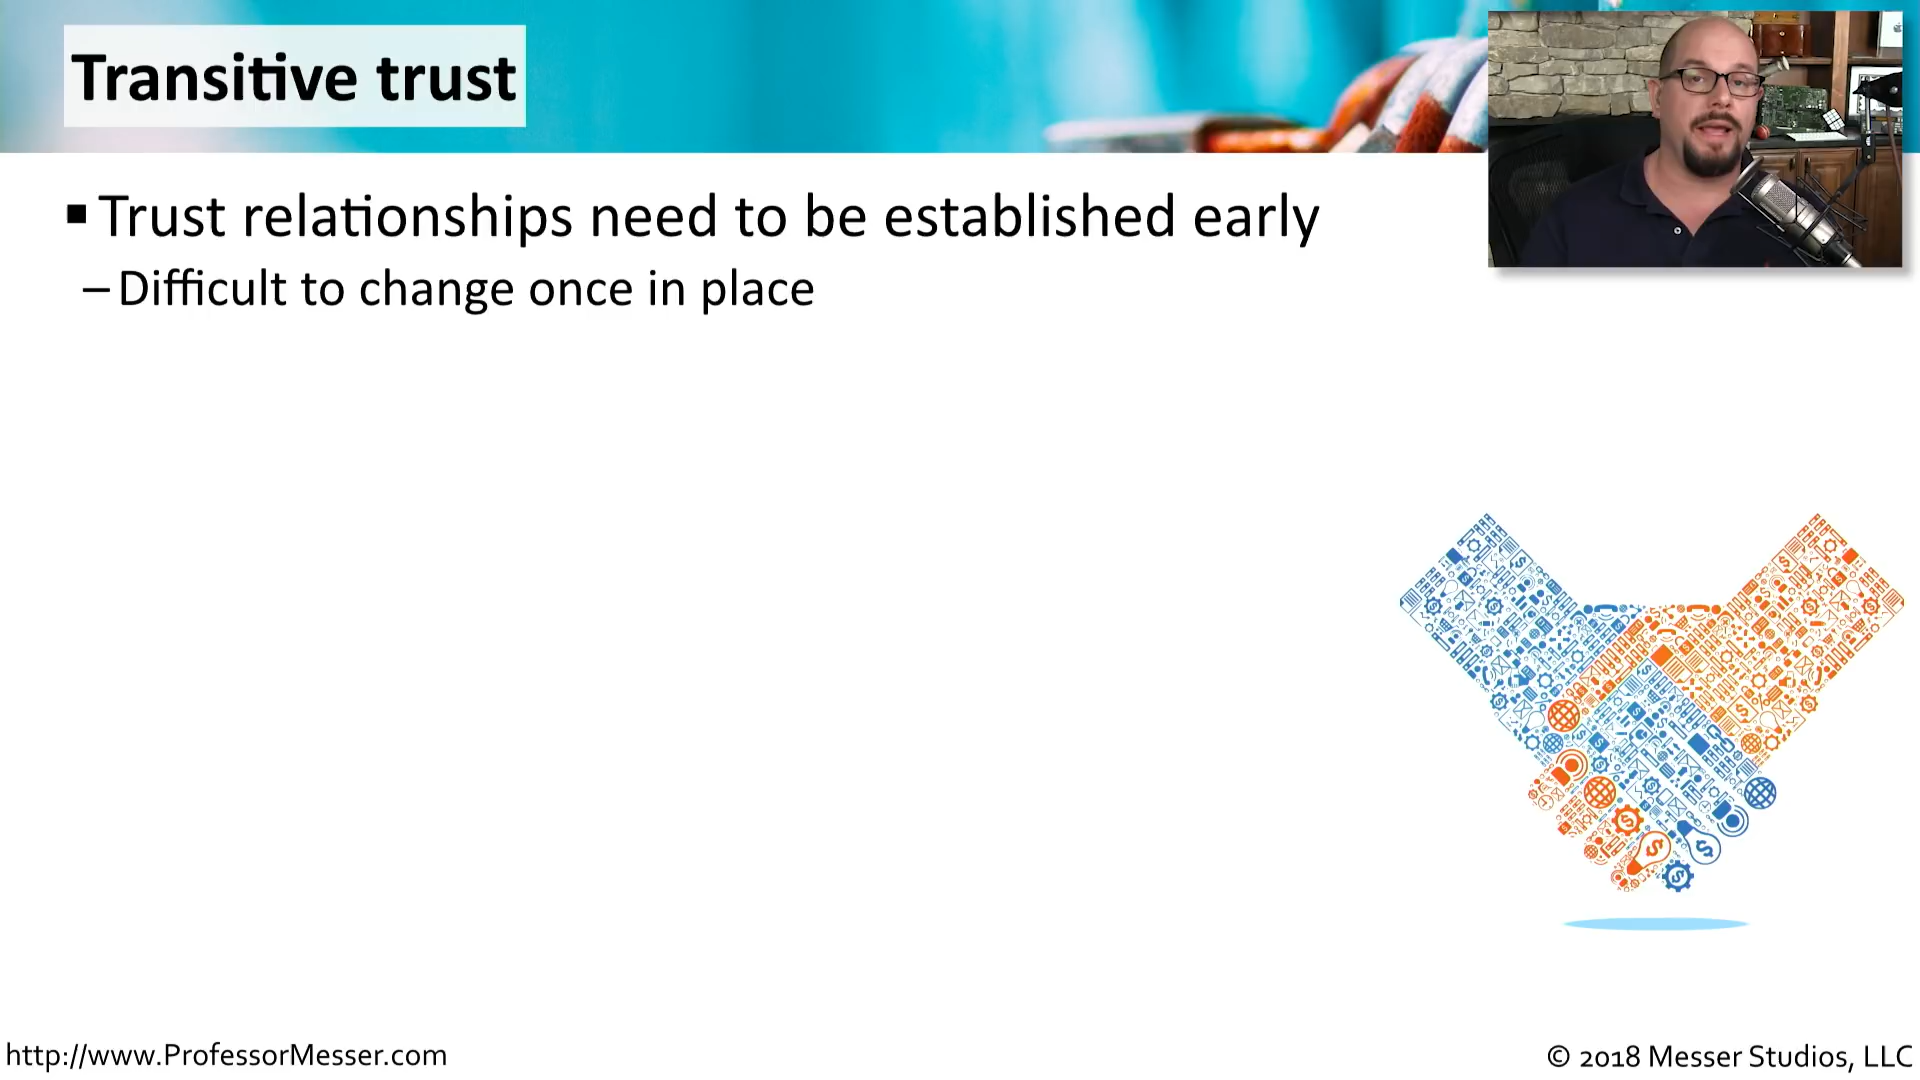 Transitive trust
▪ Trust relationships need to be established early
– Difficult to change once in place
http://www.ProfessorMesser.com
© 2018 Messer Studios, LLC